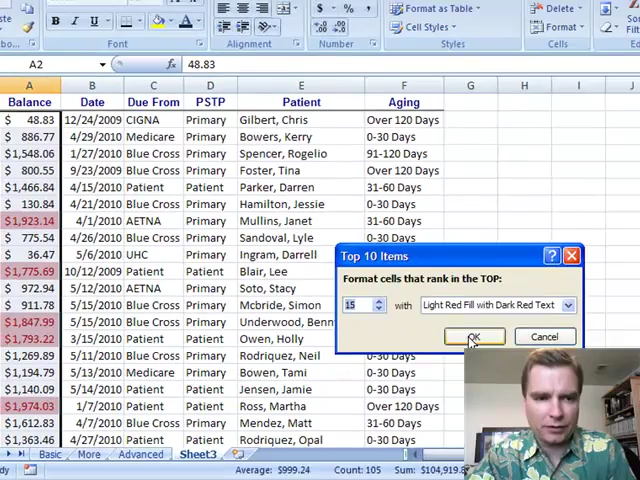 Format as Table
Delete
B I U
A
Σ
$ % ,
Cell Styles
Format
Font
Alignment
Number
Styles
Cells
A2 fx 48.83
A B C D E F G H I
Balance Date Due From PSTP Patient Aging
$ 48.83 12/24/2009 CIGNA Primary Gilbert, Chris Over 120 Days
$ 886.77 4/29/2010 Medicare Primary Bowers, Kerry 0-30 Days
$1,548.06 1/27/2010 Blue Cross Primary Spencer, Rogelio 91-120 Days
$ 800.55 9/23/2009 Blue Cross Primary Foster, Tina Over 120 Days
$1,466.84 4/15/2010 Patient Patient Parker, Darren 31-60 Days
$ 130.84 4/21/2010 Blue Cross Primary Hamilton, Jessie 0-30 Days
$1,923.14 4/1/2010 AETNA Primary Mullins, Janet 31-60 Days
$ 775.54 4/26/2010 Blue Cross Primary Sandoval, Lyle
$ 36.47 5/6/2010 UHC Primary Ingram, Darrell
$1,775.69 10/12/2009 Patient Patient Blair, Lee
$ 972.94 5/12/2010 AETNA Primary Soto, Stacy
$ 911.78 5/10/2010 Blue Cross Primary Mcbride, Simon
$1,847.99 5/10/2010 Blue Cross Primary Underwood, Benn
$1,793.22 3/15/2010 Patient Patient Owen, Holly
$1,269.89 5/11/2010 Blue Cross Primary Rodriquez, Neil 0-30 Days
$1,194.79 5/13/2010 Medicare Primary Bowen, Tami 0-30 Days
$1,140.09 5/14/2010 Patient Patient Jensen, Jamie 0-30 Days
$1,974.03 1/7/2010 Patient Patient Ross, Martha Over 120 Days
$1,612.83 4/7/2010 Blue Cross Primary Mendez, Matt 31-60 Days
$1,363.46 4/27/2010 Patient Patient Rodriquez, Opal 0-30 Days
Top 10 Items
Format cells that rank in the TOP:
15 with Light Red Fill with Dark Red Text
OK Cancel
Basic More Advanced Sheet3
Average: $999.24 Count: 105 Sum: $104,919.